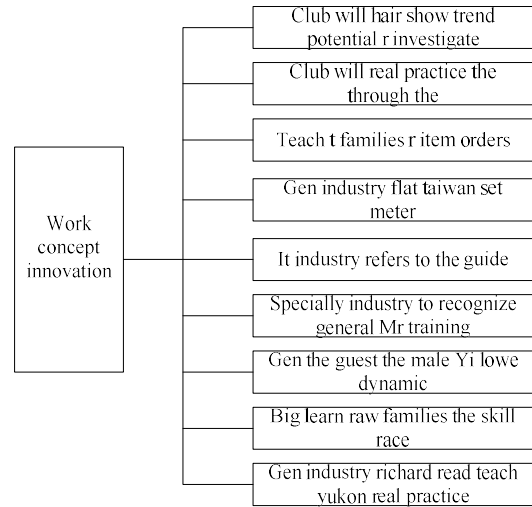 Club will hair show trend
potential r investigate
Club will real practice the
through the
Teach t families r item orders
Gen industry flat taiwan set
meter
Work
concept
innovation
It industry refers to the guide
Specially industry to recognize
general Mr training
Gen the guest the male Yi lowe
dynamic
Big learn raw families the skill
race
Gen industry richard read teach
yukon real practice